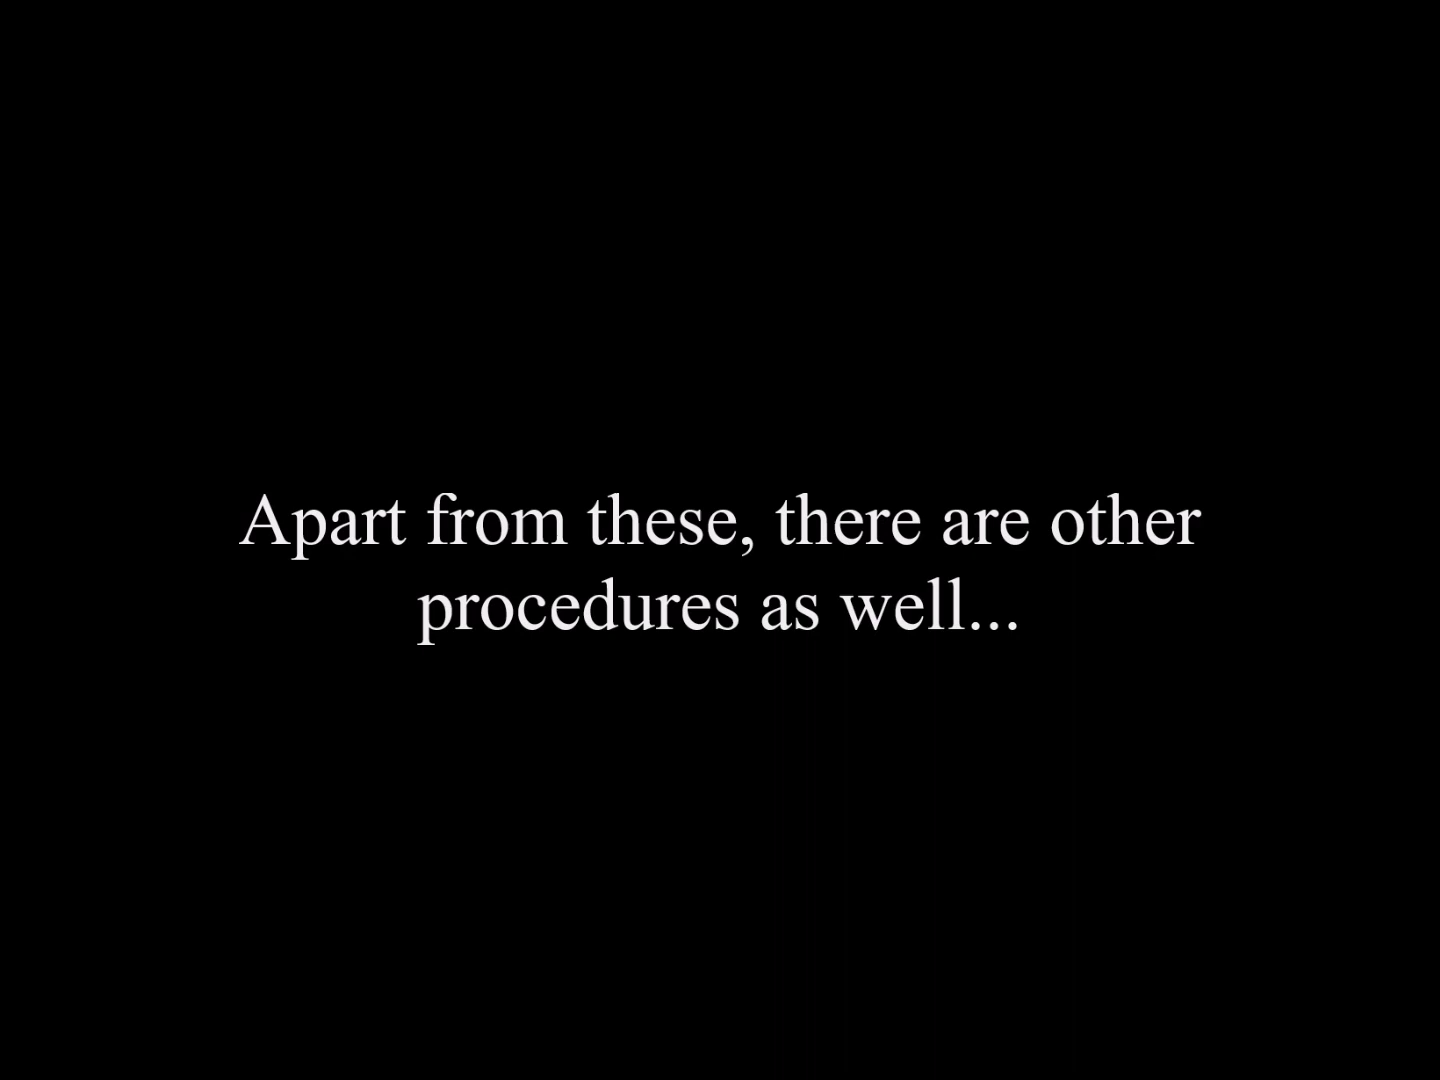 Apart from these, there are other
procedures as well...